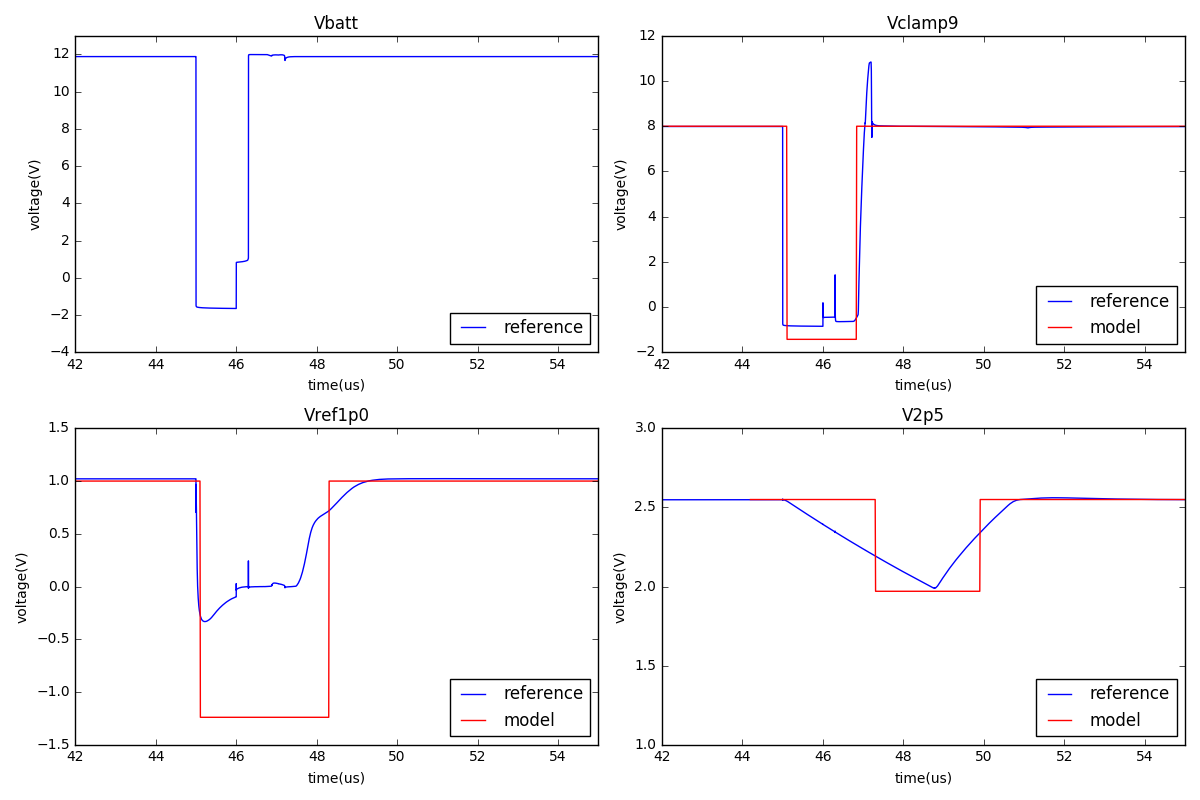 Vbatt
12
10
8
6
4
2
0
−2
−4
voltage(V)
42 44 46 48 50 52 54
time(us)
reference
Vclamp9
12
10
8
6
4
2
0
−2
voltage(V)
42 44 46 48 50 52 54
time(us)
reference
model
Vref1p0
1.5
1.0
0.5
0.0
−0.5
−1.0
−1.5
voltage(V)
42 44 46 48 50 52 54
time(us)
reference
model
V2p5
3.0
2.5
2.0
1.5
1.0
voltage(V)
42 44 46 48 50 52 54
time(us)
reference
model